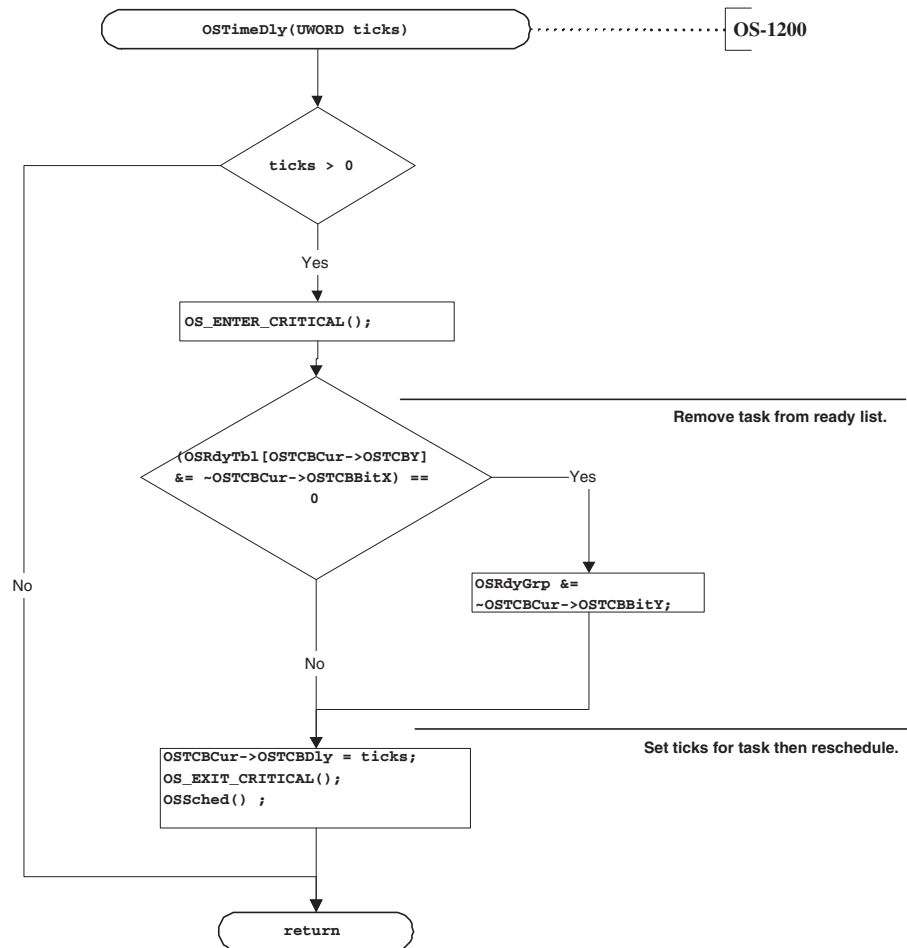 OSTimeDly(UWORD ticks)
OS-1200
ticks > 0
Yes
OS_ENTER_CRITICAL();
Remove task from ready list.
(OSRdyTbl[OSTCBCur->OSTCBY]
&= ~OSTCBCur->OSTCBBitX) ==
0
Yes
OSRdyGrp &=
~OSTCBCur->OSTCBBitY;
No
No
Set ticks for task then reschedule.
OSTCBCur->OSTCBDly = ticks;
OS_EXIT_CRITICAL();
OSSched() ;
return